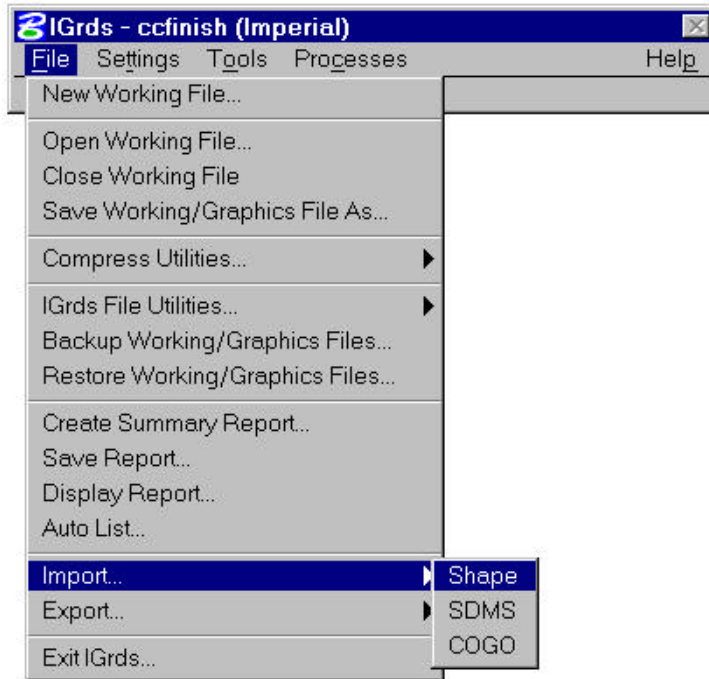 IGrds - ccfinish (Imperial)
File Settings Tools Processes Help
New Working File...
Open Working File...
Close Working File
Save Working/Graphics File As...
Compress Utilities...
IGrds File Utilities...
Backup Working/Graphics Files...
Restore Working/Graphics Files...
Create Summary Report...
Save Report...
Display Report...
Auto List...
Import... Shape
Export... SDMS
COGO
Exit IGrds...